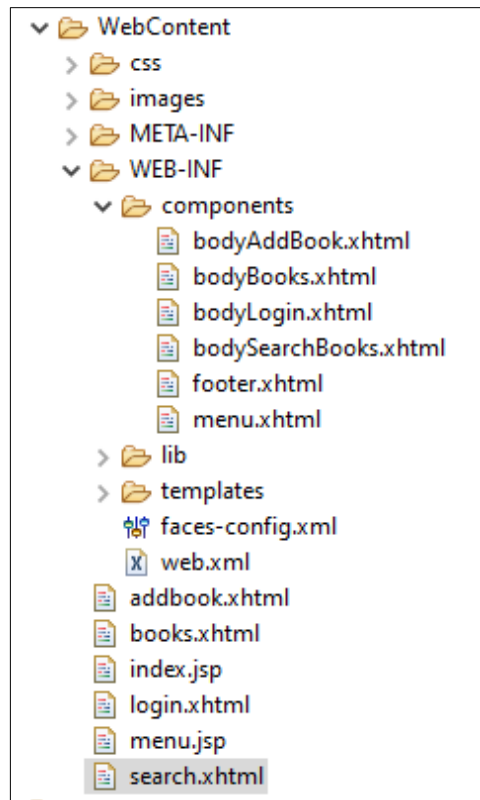 WebContent
css
images
META-INF
WEB-INF
components
bodyAddBook.xhtml
bodyBooks.xhtml
bodyLogin.xhtml
bodySearchBooks.xhtml
footer.xhtml
menu.xhtml
lib
templates
faces-config.xml
web.xml
addbook.xhtml
books.xhtml
index.jsp
login.xhtml
menu.jsp
search.xhtml